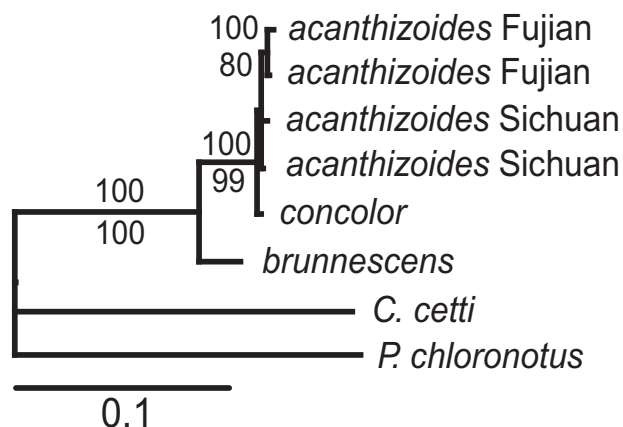 100
acanthizoides Fujian
80
acanthizoides Fujian
acanthizoides Sichuan
100
acanthizoides Sichuan
99
100
concolor
100
brunnescens
C. cetti
P. chloronotus
0.1